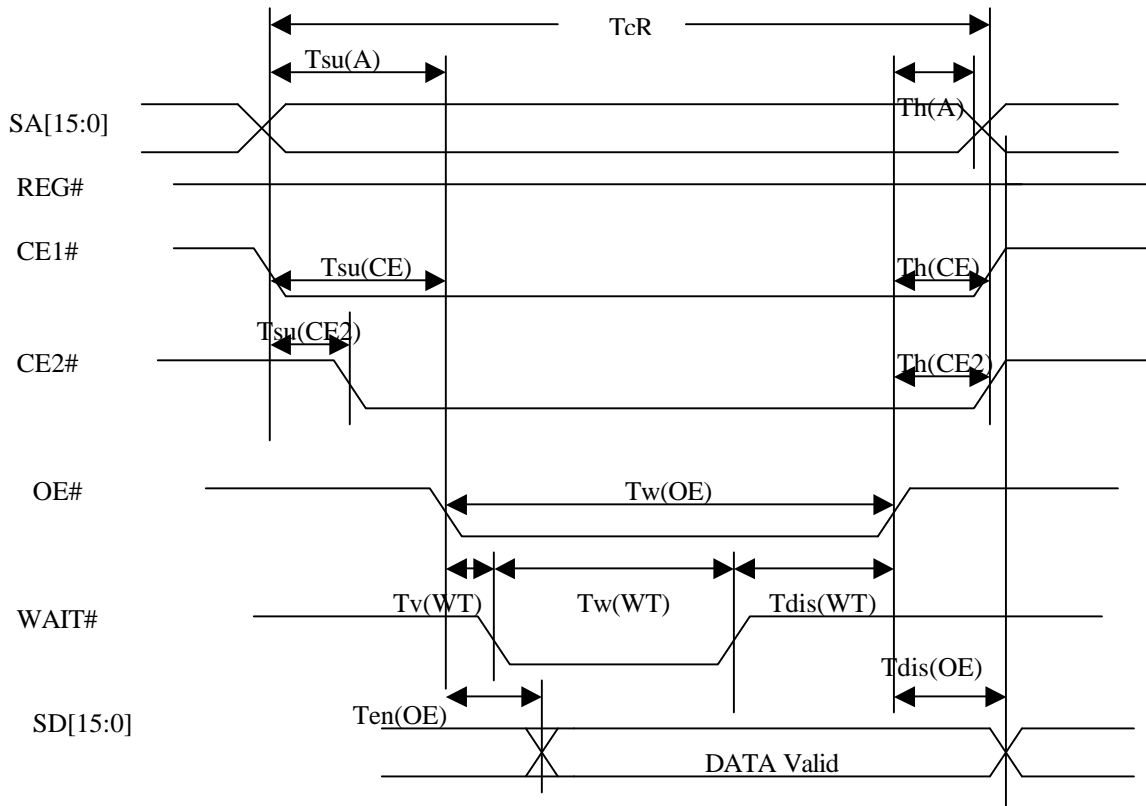 TcR
Tsu(A)
Th(A)
SA[15:0]
REG#
CE1#
Tsu(CE)
Th(CE)
Tsu(CE2)
CE2#
Th(CE2)
OE#
Tw(OE)
Tv(WT)
Tw(WT)
Tdis(WT)
WAIT#
Tdis(OE)
Ten(OE)
SD[15:0]
DATA Valid